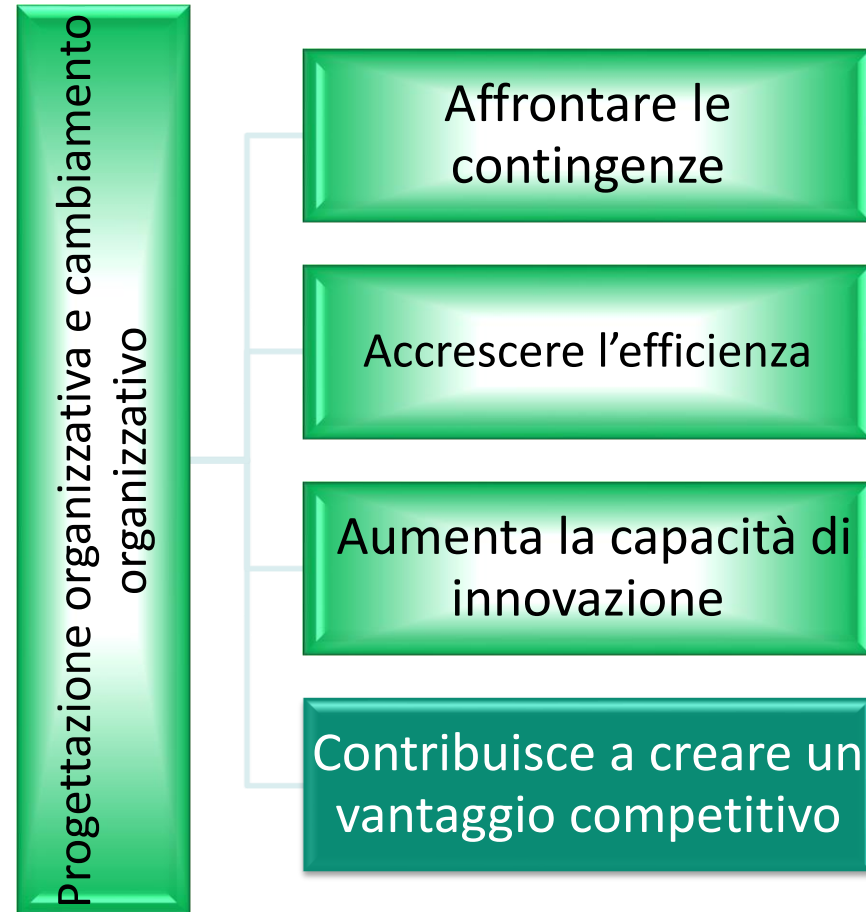 Progettazione organizzativa e cambiamento
organizzativo
Affrontare le
contingenze
Accrescere l’efficienza
Aumenta la capacità di
innovazione
Contribuisce a creare un
vantaggio competitivo